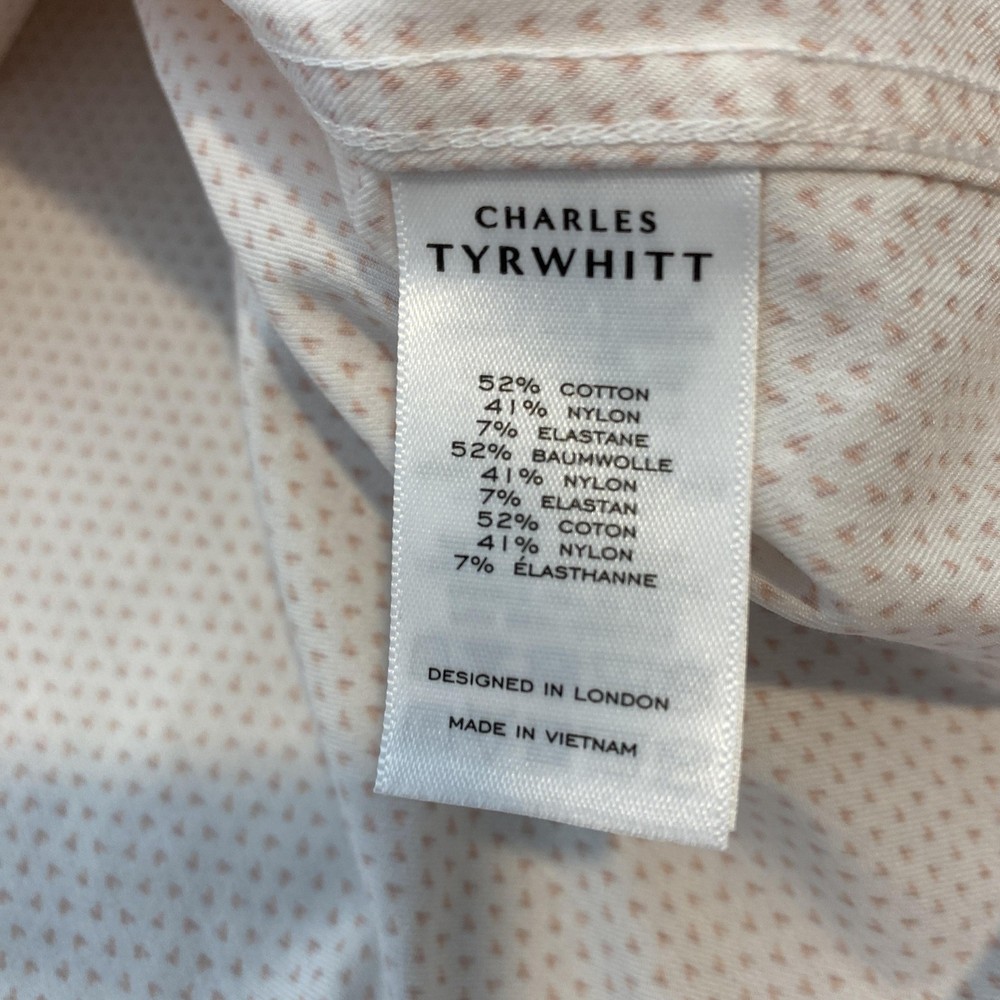 CHARLES
TYRWHITT
52% COTTON
41% NYLON
7% ELASTANE
52% BAUMWOLLE
41% NYLON
7% ELASTAN
52% COTON
41% NYLON
7% ÉLASTHANNE
DESIGNED IN LONDON
MADE IN VIETNAM